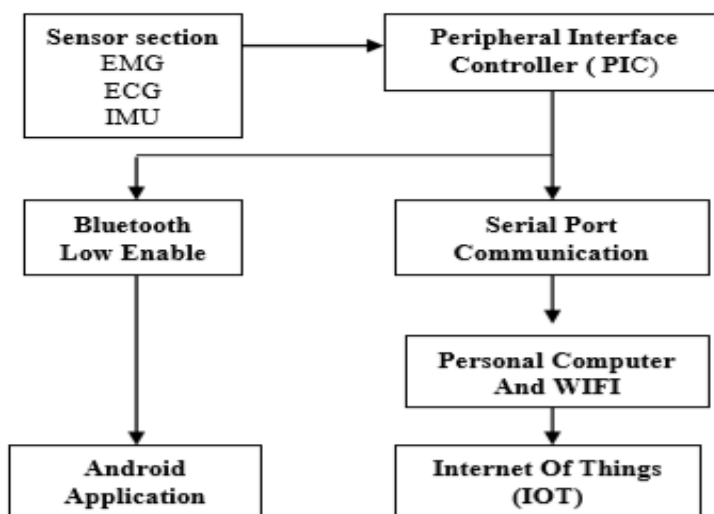 Sensor section
EMG
ECG
IMU
Peripheral Interface
Controller ( PIC)
Bluetooth
Low Enable
Serial Port
Communication
Personal Computer
And WIFI
Android
Application
Internet Of Things
(IOT)